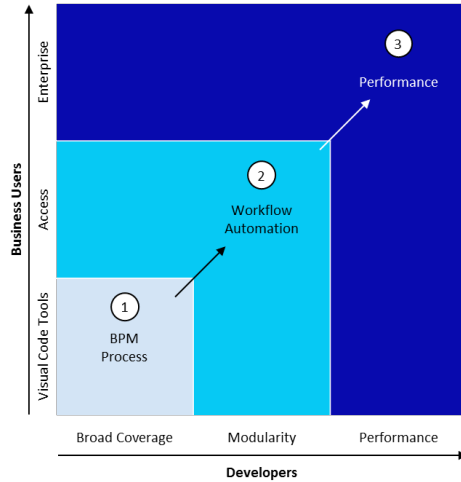 Enterprise
3
Performance
Access
2
Workflow
Automation
Business Users
Visual Code Tools
1
BPM
Process
Broad Coverage
Modularity
Performance
Developers